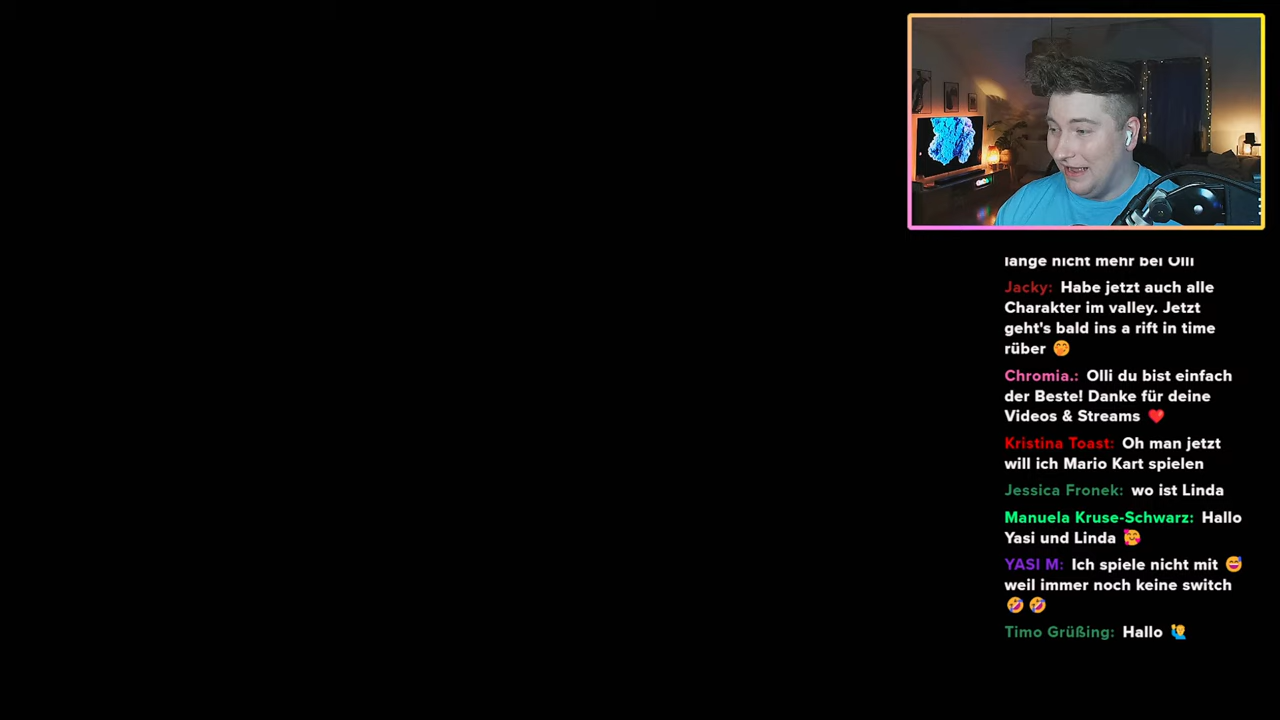 lange nicht mehr bei Olli
Jacky: Habe jetzt auch alle
Charakter im valley. Jetzt
geht's bald ins a rift in time
rüber 🤭
Chromia.: Olli du bist einfach
der Beste! Danke für deine
Videos & Streams ❤️
Kristina Toast: Oh man jetzt
will ich Mario Kart spielen
Jessica Fronek: wo ist Linda
Manuela Kruse-Schwarz: Hallo
Yasi und Linda 🥰
YASI M: Ich spiele nicht mit 😅
weil immer noch keine switch
🤣 🤣
Timo Grüßing: Hallo 🙋‍♂️